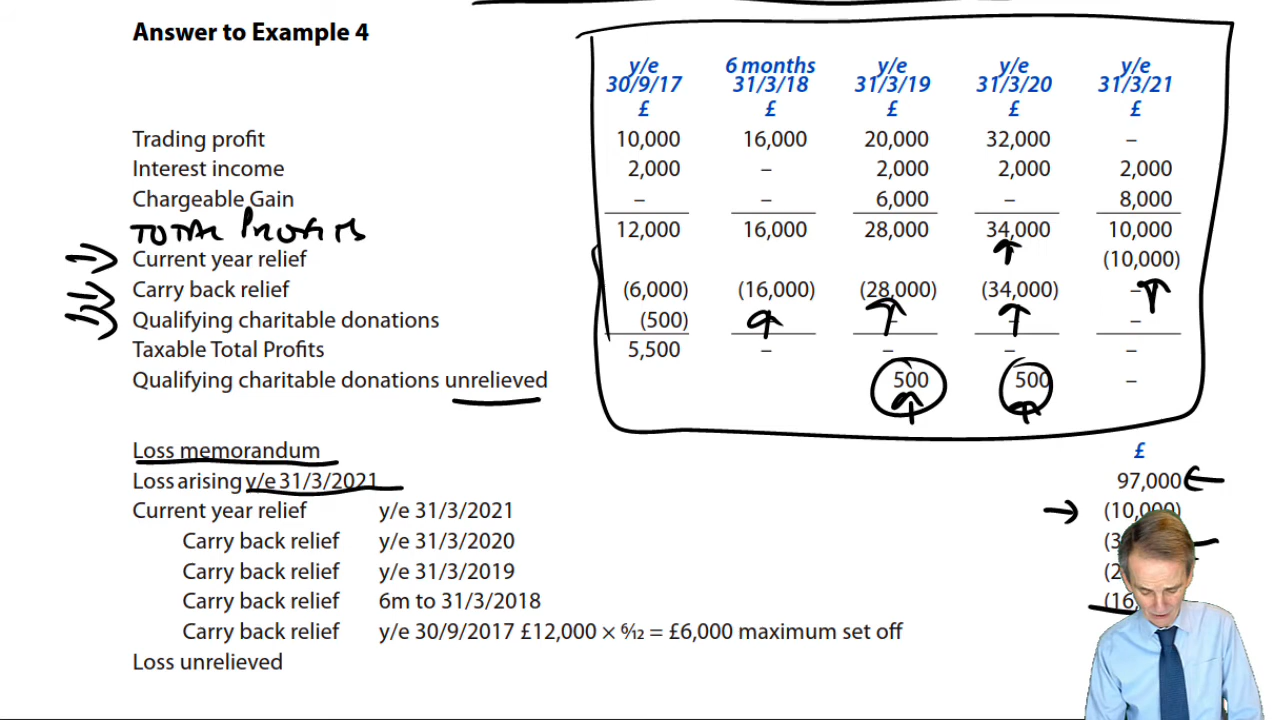 Answer to Example 4
y/e 6 months y/e y/e y/e
30/9/17 31/3/18 31/3/19 31/3/20 31/3/21
£ £ £ £ £
Trading profit 10,000 16,000 20,000 32,000 –
Interest income 2,000 – 2,000 2,000 2,000
Chargeable Gain – – 6,000 – 8,000
TOTAL PROFITS 12,000 16,000 28,000 34,000 10,000
Current year relief (10,000)
Carry back relief (6,000) (16,000) (28,000) (34,000) –
Qualifying charitable donations (500) – – – –
Taxable Total Profits 5,500 – – – –
Qualifying charitable donations unrelieved 500 500 –
Loss memorandum £
Loss arising y/e 31/3/2021 97,000
Current year relief y/e 31/3/2021 (10,000)
Carry back relief y/e 31/3/2020
Carry back relief y/e 31/3/2019
Carry back relief 6m to 31/3/2018
Carry back relief y/e 30/9/2017 £12,000 × 6/12 = £6,000 maximum set off
Loss unrelieved